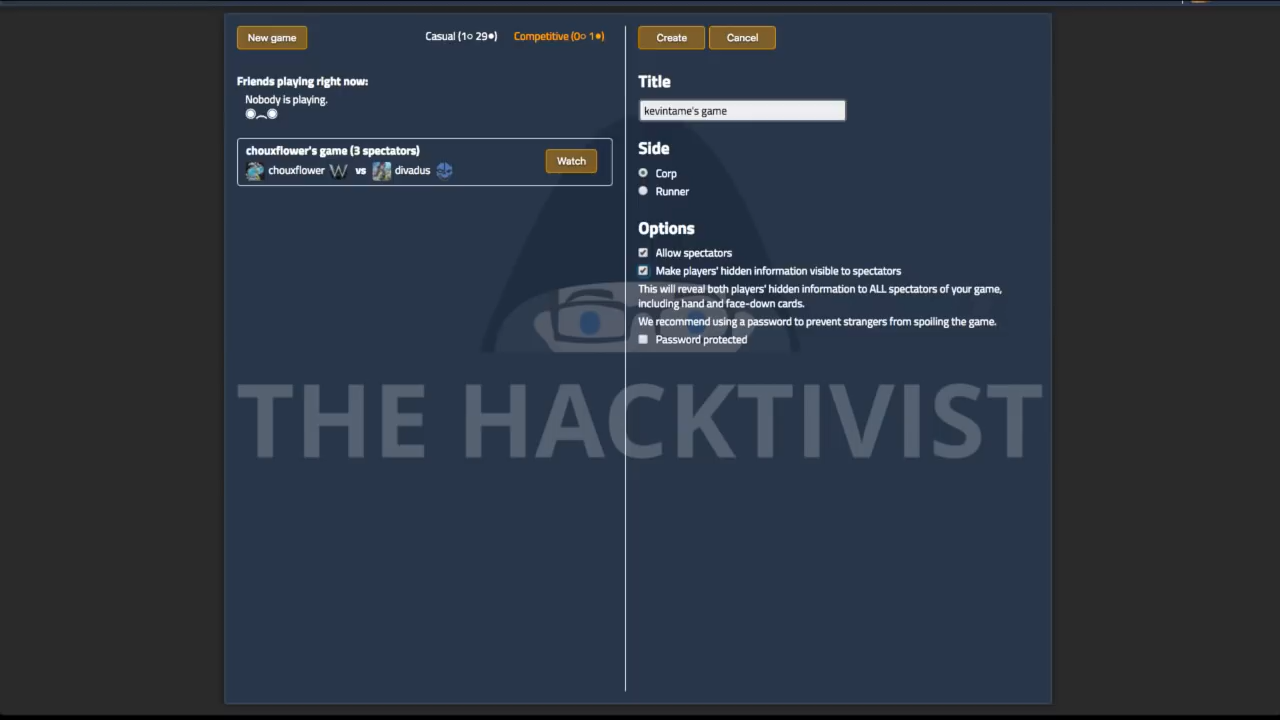 New game
Casual (1○ 29●)
Competitive (0○ 1●)
Friends playing right now:
Nobody is playing.
chouxflower's game (3 spectators)
chouxflower vs divadus
Watch
Create
Cancel
Title
kevintame's game
Side
Corp
Runner
Options
Allow spectators
Make players' hidden information visible to spectators
This will reveal both players' hidden information to ALL spectators of your game,
including hand and face-down cards.
We recommend using a password to prevent strangers from spoiling the game.
Password protected
THE HACKTIVIST